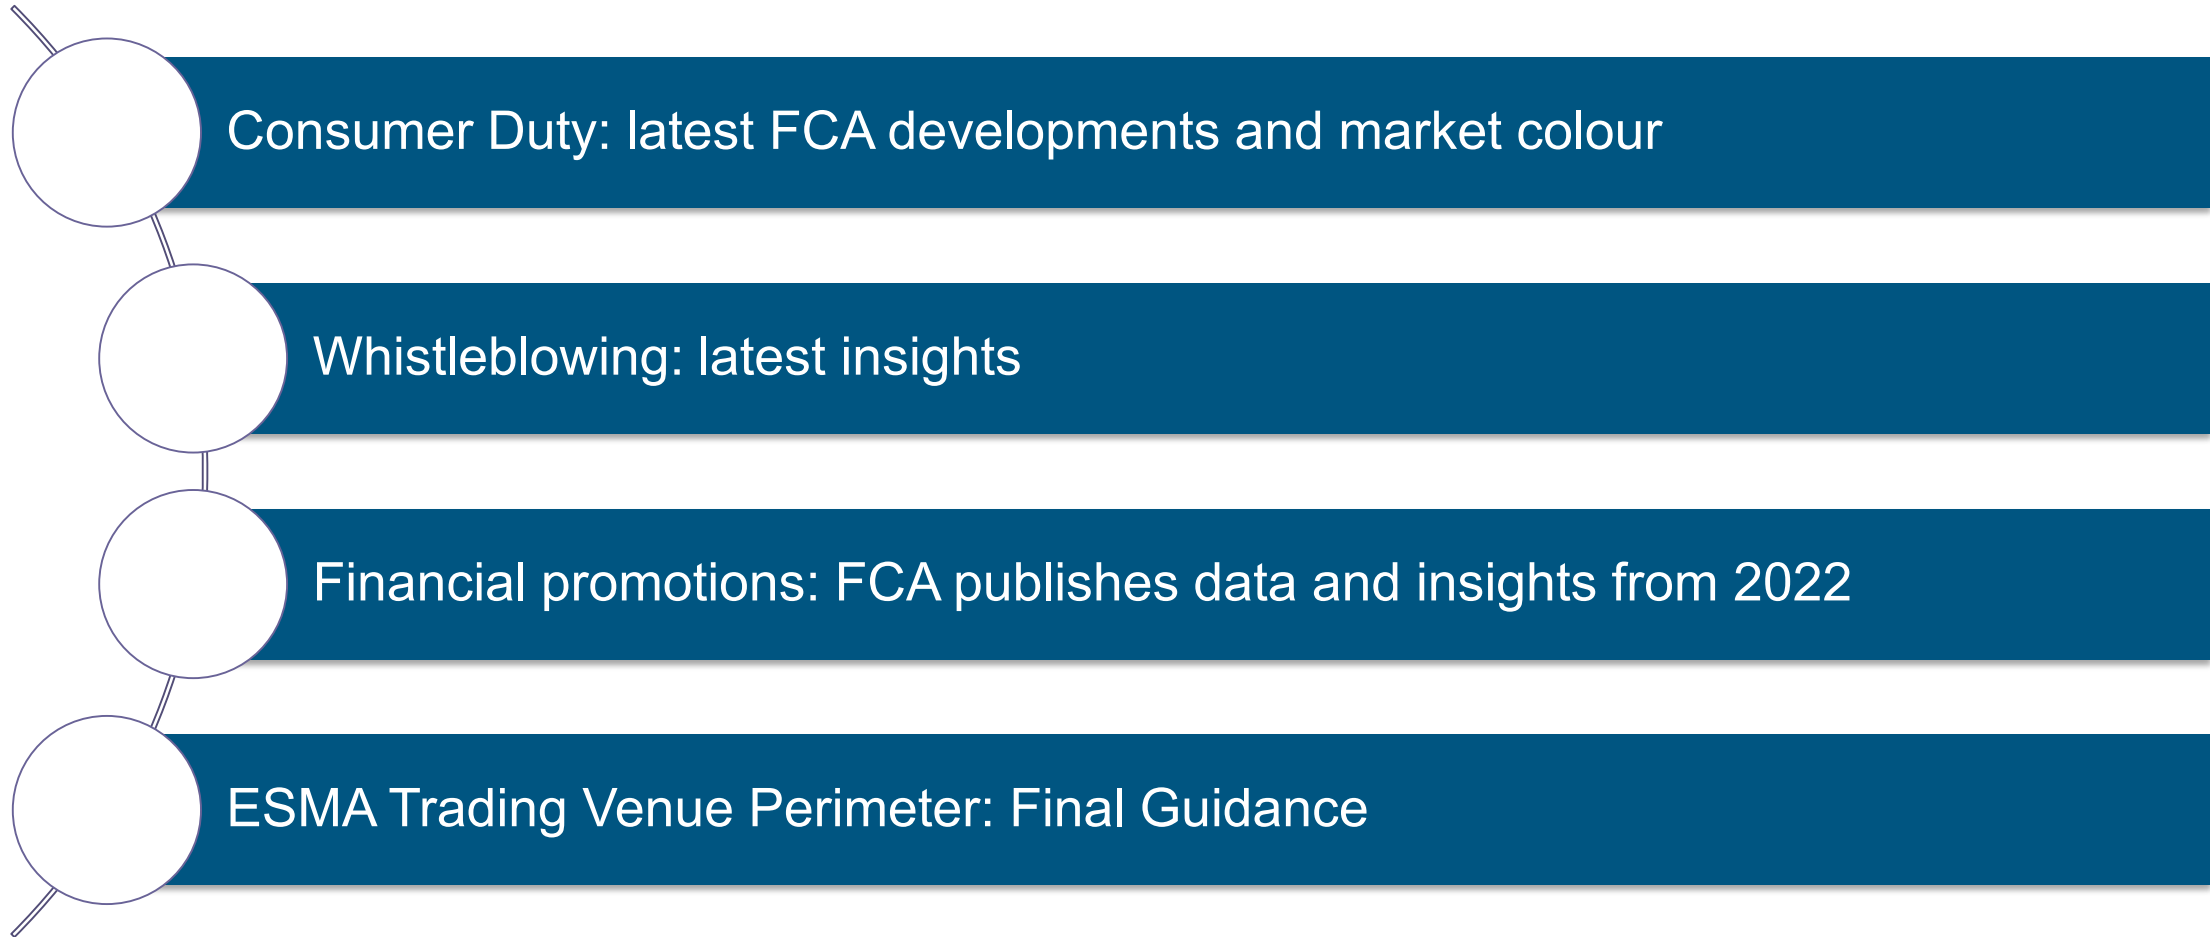 Consumer Duty: latest FCA developments and market colour
Whistleblowing: latest insights
Financial promotions: FCA publishes data and insights from 2022
ESMA Trading Venue Perimeter: Final Guidance